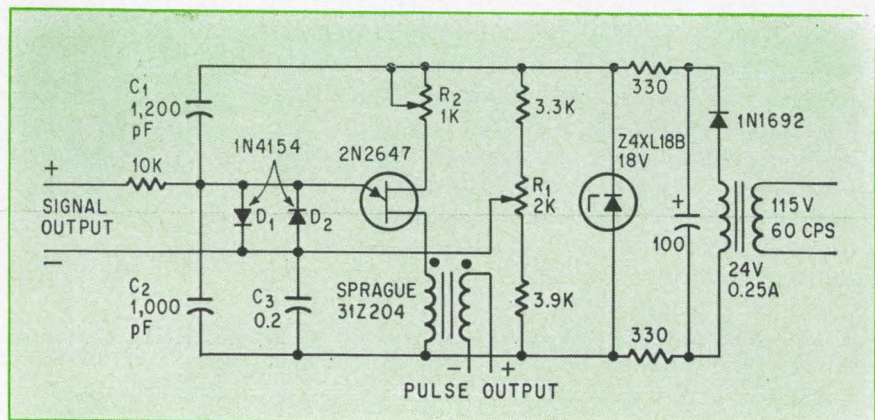 C1
1,200
pF
10K
+
SIGNAL
OUTPUT
−
C2
1,000
pF
1N4154
D1
D2
C3
0.2
2N2647
R2
1K
SPRAGUE
31Z204
− +
PULSE OUTPUT
3.3K
R1
2K
3.9K
Z4XL18B
18V
330
+
100
330
1N1692
115V
60 CPS
24V
0.25A